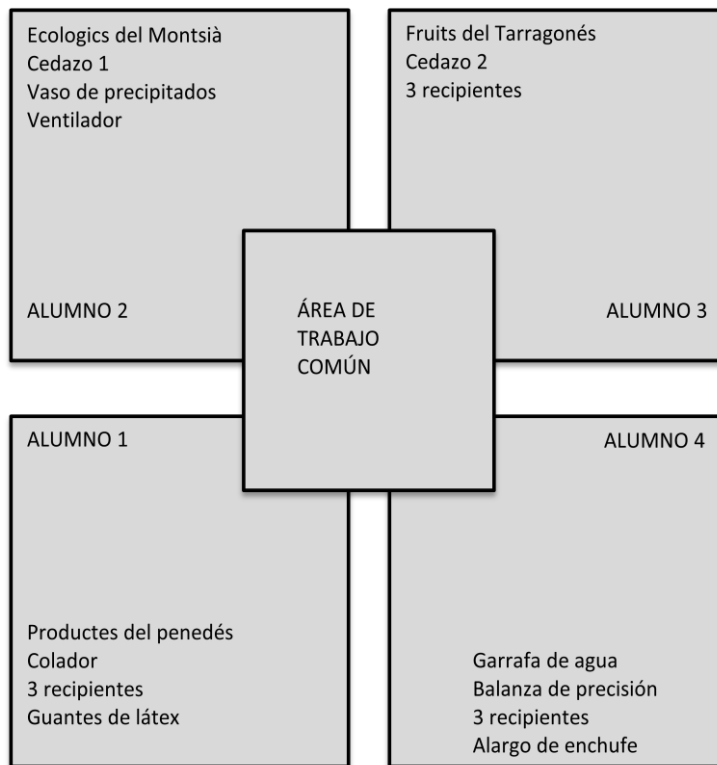 Ecologics del Montsià
Cedazo 1
Vaso de precipitados
Ventilador
ALUMNO 2
Fruits del Tarragonés
Cedazo 2
3 recipientes
ALUMNO 3
ÁREA DE
TRABAJO
COMÚN
ALUMNO 1
Productes del penedés
Colador
3 recipientes
Guantes de látex
ALUMNO 4
Garrafa de agua
Balanza de precisión
3 recipientes
Alargo de enchufe